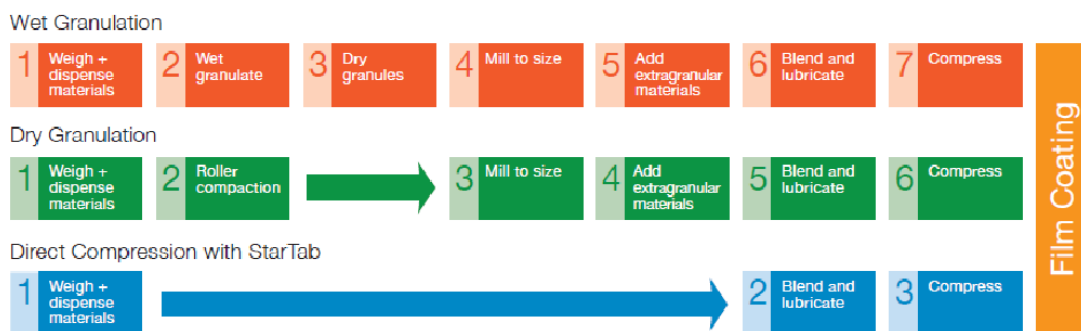 Wet Granulation
1 Weigh +
dispense
materials
2 Wet
granulate
3 Dry
granules
4 Mill to size
5 Add
extragranular
materials
6 Blend and
lubricate
7 Compress
Dry Granulation
1 Weigh +
dispense
materials
2 Roller
compaction
3 Mill to size
4 Add
extragranular
materials
5 Blend and
lubricate
6 Compress
Direct Compression with StarTab
1 Weigh +
dispense
materials
2 Blend and
lubricate
3 Compress
Film Coating